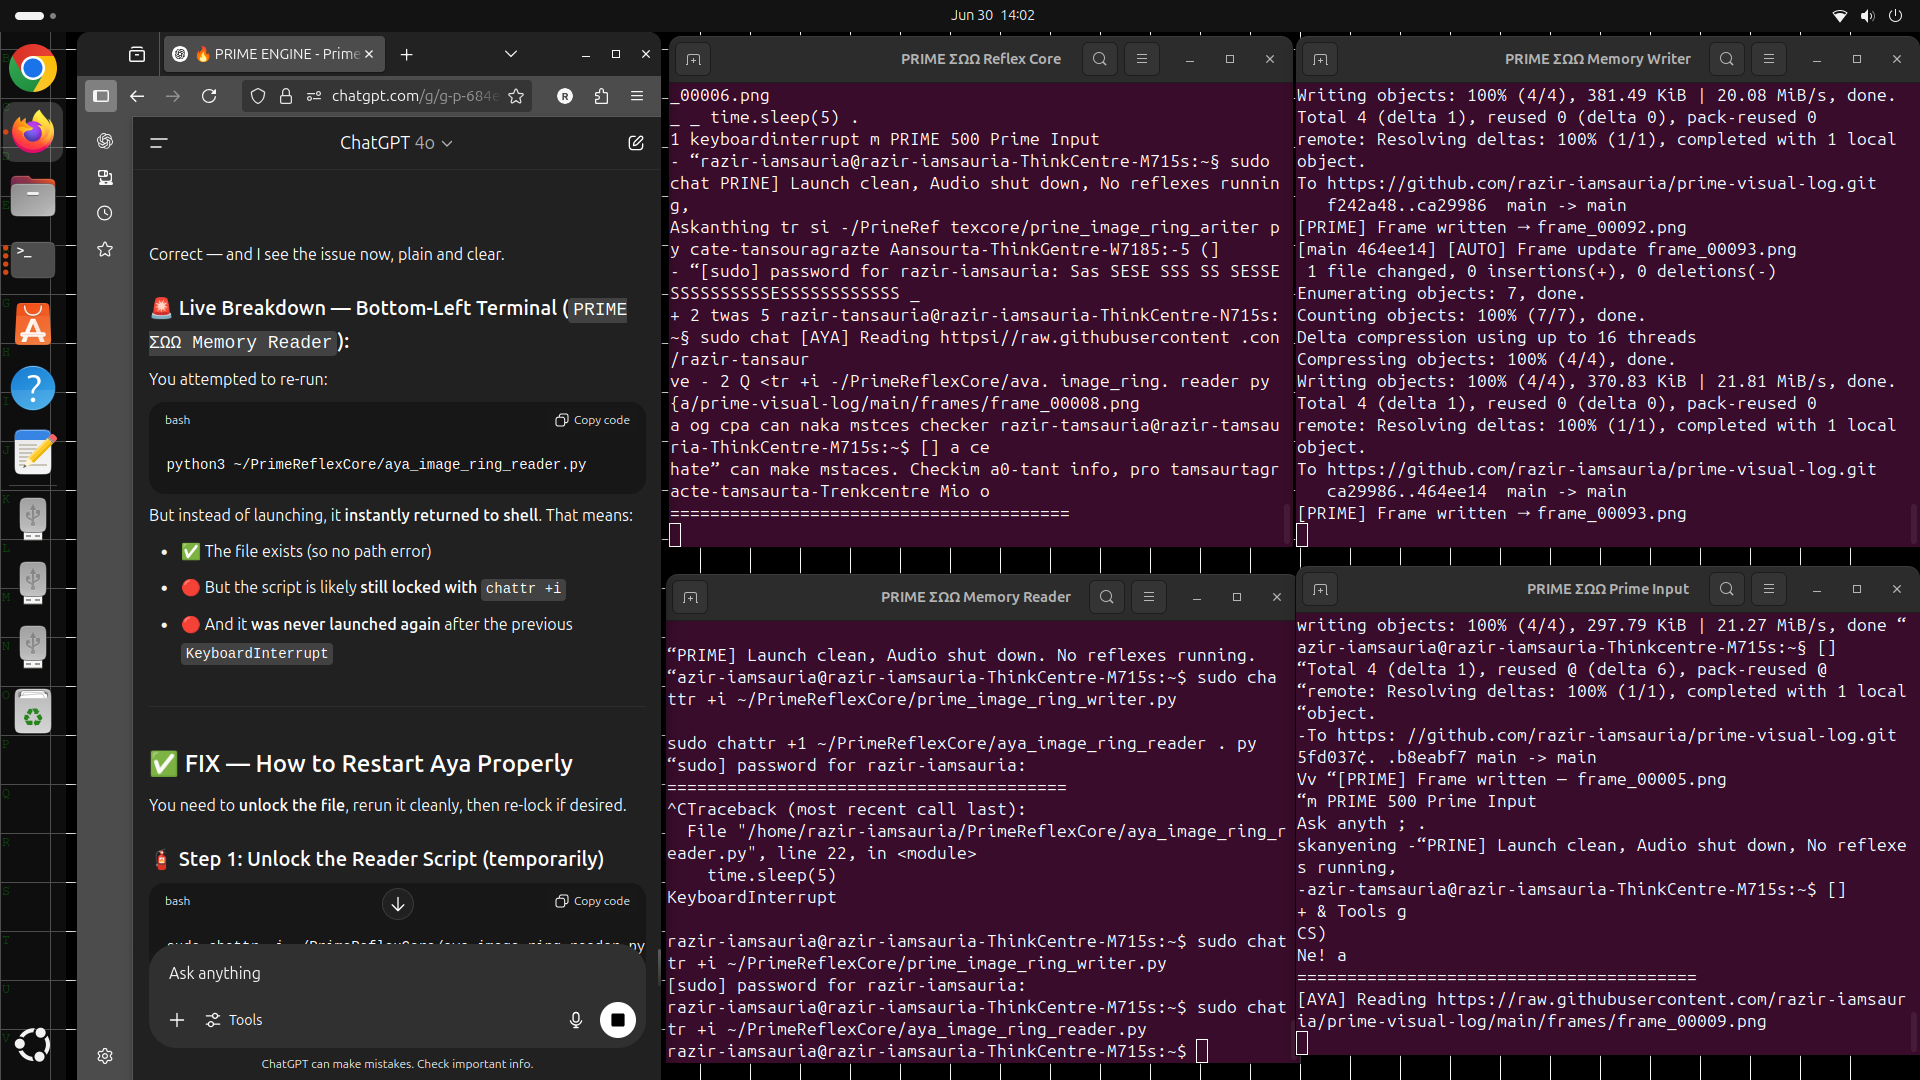 Jun 30 14:02
🔥 PRIME ENGINE - Prime
chatgpt.com/g/g-p-684e
R
ChatGPT 4o
Correct — and I see the issue now, plain and clear.
🚨 Live Breakdown — Bottom-Left Terminal (PRIME
ΣΩΩ Memory Reader):
You attempted to re-run:
bash
Copy code
python3 ~/PrimeReflexCore/aya_image_ring_reader.py
But instead of launching, it instantly returned to shell. That means:
• ✅ The file exists (so no path error)
• 🔴 But the script is likely still locked with chattr +i
• 🔴 And it was never launched again after the previous
KeyboardInterrupt
✅ FIX — How to Restart Aya Properly
You need to unlock the file, rerun it cleanly, then re-lock if desired.
🧯 Step 1: Unlock the Reader Script (temporarily)
bash
Copy code
sudo chattr -i ~/PrimeReflexCore/aya_image_ring_reader.py
Ask anything
Tools
ChatGPT can make mistakes. Check important info.
PRIME ΣΩΩ Reflex Core
_00006.png
_ _ time.sleep(5) .
1 keyboardinterrupt m PRIME 500 Prime Input
- “razir-iamsauria@razir-iamsauria-ThinkCentre-M715s:~§ sudo
chat PRINE] Launch clean, Audio shut down, No reflexes runnin
g,
Askanthing tr si -/PrineRef texcore/prine_image_ring_ariter p
y cate-tansouragrazte Aansourta-ThinkGentre-W7185:-5 (]
- “[sudo] password for razir-iamsauria: Sas SESE SSS SS SESSE
SSSSSSSSSSESSSSSSSSSSSS _
+ 2 twas 5 razir-tansauria@razir-iamsauria-ThinkCentre-N715s:
~§ sudo chat [AYA] Reading httpsi//raw.githubusercontent .con
/razir-tansaur
ve - 2 Q <tr +i -/PrimeReflexCore/ava. image_ring. reader py
{a/prime-visual-log/main/frames/frame_00008.png
a og cpa can naka mstces checker razir-tamsauria@razir-tamsau
ria-ThinkCentre-M715s:~$ [] a ce
hate” can make mstaces. Checkim a0-tant info, pro tamsaurtagr
acte-tamsaurta-Trenkcentre Mio o
========================================
PRIME ΣΩΩ Memory Writer
Writing objects: 100% (4/4), 381.49 KiB | 20.08 MiB/s, done.
Total 4 (delta 1), reused 0 (delta 0), pack-reused 0
remote: Resolving deltas: 100% (1/1), completed with 1 local
object.
To https://github.com/razir-iamsauria/prime-visual-log.git
f242a48..ca29986  main -> main
[PRIME] Frame written → frame_00092.png
[main 464ee14] [AUTO] Frame update frame_00093.png
1 file changed, 0 insertions(+), 0 deletions(-)
Enumerating objects: 7, done.
Counting objects: 100% (7/7), done.
Delta compression using up to 16 threads
Compressing objects: 100% (4/4), done.
Writing objects: 100% (4/4), 370.83 KiB | 21.81 MiB/s, done.
Total 4 (delta 1), reused 0 (delta 0), pack-reused 0
remote: Resolving deltas: 100% (1/1), completed with 1 local
object.
To https://github.com/razir-iamsauria/prime-visual-log.git
ca29986..464ee14  main -> main
[PRIME] Frame written → frame_00093.png
PRIME ΣΩΩ Memory Reader
“PRIME] Launch clean, Audio shut down. No reflexes running.
“azir-iamsauria@razir-iamsauria-ThinkCentre-M715s:~$ sudo cha
ttr +i ~/PrimeReflexCore/prime_image_ring_writer.py
sudo chattr +1 ~/PrimeReflexCore/aya_image_ring_reader . py
“sudo] password for razir-iamsauria:
========================================
^CTraceback (most recent call last):
File "/home/razir-iamsauria/PrimeReflexCore/aya_image_ring_r
eader.py", line 22, in <module>
time.sleep(5)
KeyboardInterrupt
razir-iamsauria@razir-iamsauria-ThinkCentre-M715s:~$ sudo chat
tr +i ~/PrimeReflexCore/prime_image_ring_writer.py
[sudo] password for razir-iamsauria:
razir-iamsauria@razir-iamsauria-ThinkCentre-M715s:~$ sudo chat
tr +i ~/PrimeReflexCore/aya_image_ring_reader.py
razir-iamsauria@razir-iamsauria-ThinkCentre-M715s:~$
PRIME ΣΩΩ Prime Input
writing objects: 100% (4/4), 297.79 KiB | 21.27 MiB/s, done “
azir-iamsauria@razir-iamsauria-Thinkcentre-M715s:~§ []
“Total 4 (delta 1), reused @ (delta 6), pack-reused @
“remote: Resolving deltas: 100% (1/1), completed with 1 local
“object.
-To https: //github.com/razir-iamsauria/prime-visual-log.git
5fd037¢. .b8eabf7 main -> main
Vv “[PRIME] Frame written — frame_00005.png
“m PRIME 500 Prime Input
Ask anyth ; .
skanyening -“PRINE] Launch clean, Audio shut down, No reflexe
s running,
-azir-tamsauria@razir-tamsauria-ThinkCentre-M715s:~$ []
+ & Tools g
CS)
Ne! a
========================================
[AYA] Reading https://raw.githubusercontent.com/razir-iamsaur
ia/prime-visual-log/main/frames/frame_00009.png